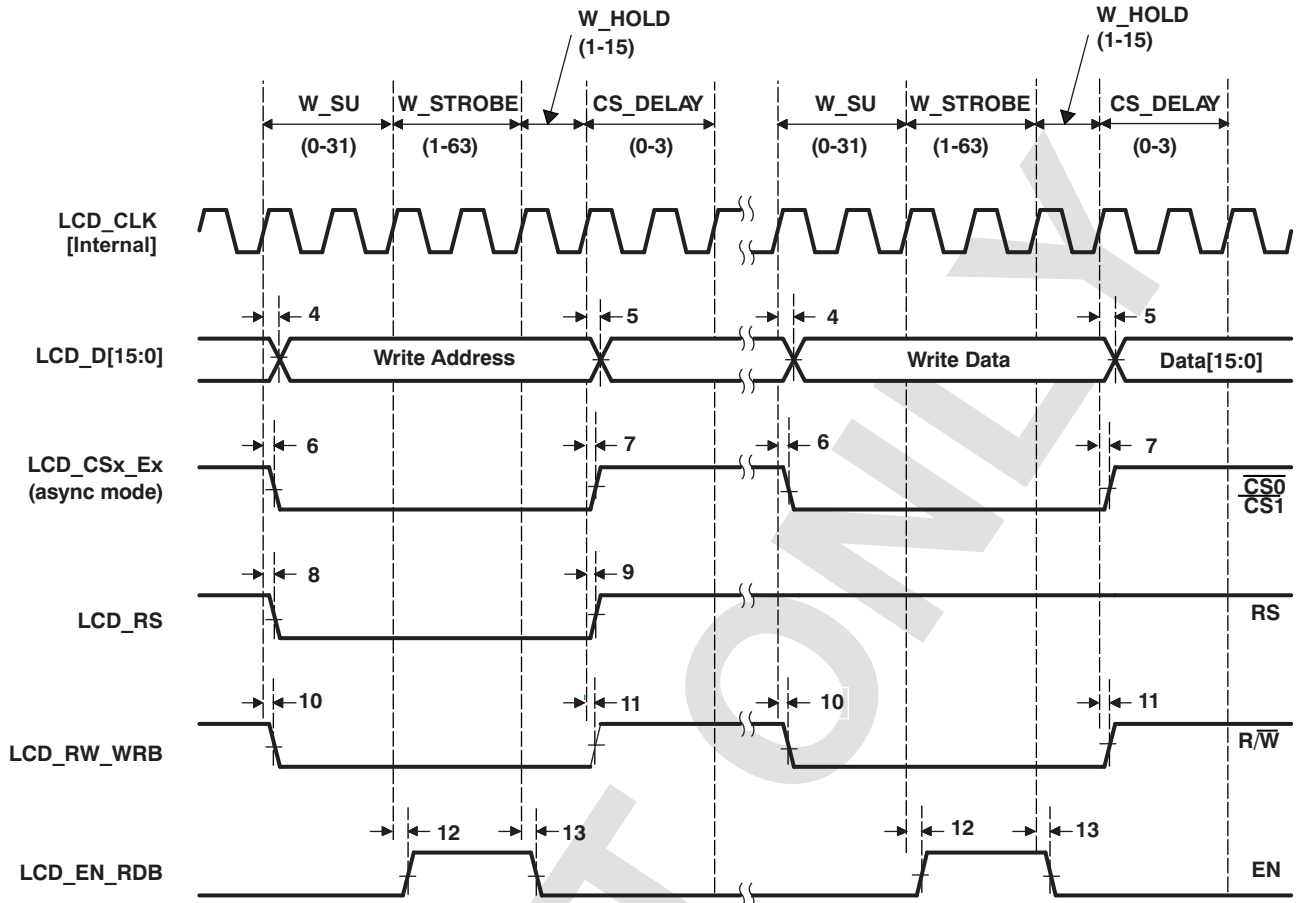 W_HOLD
(1-15)
W_HOLD
(1-15)
W_SU
W_STROBE
CS_DELAY
W_SU
W_STROBE
CS_DELAY
(0-31)
(1-63)
(0-3)
(0-31)
(1-63)
(0-3)
LCD_CLK
[Internal]
4
5
4
5
LCD_D[15:0]
Write Address
Write Data
Data[15:0]
6
7
6
7
LCD_CSx_Ex
(async mode)
CS0
CS1
8
9
LCD_RS
RS
10
11
10
11
LCD_RW_WRB
R/W
12
13
12
13
LCD_EN_RDB
EN
T ONLY